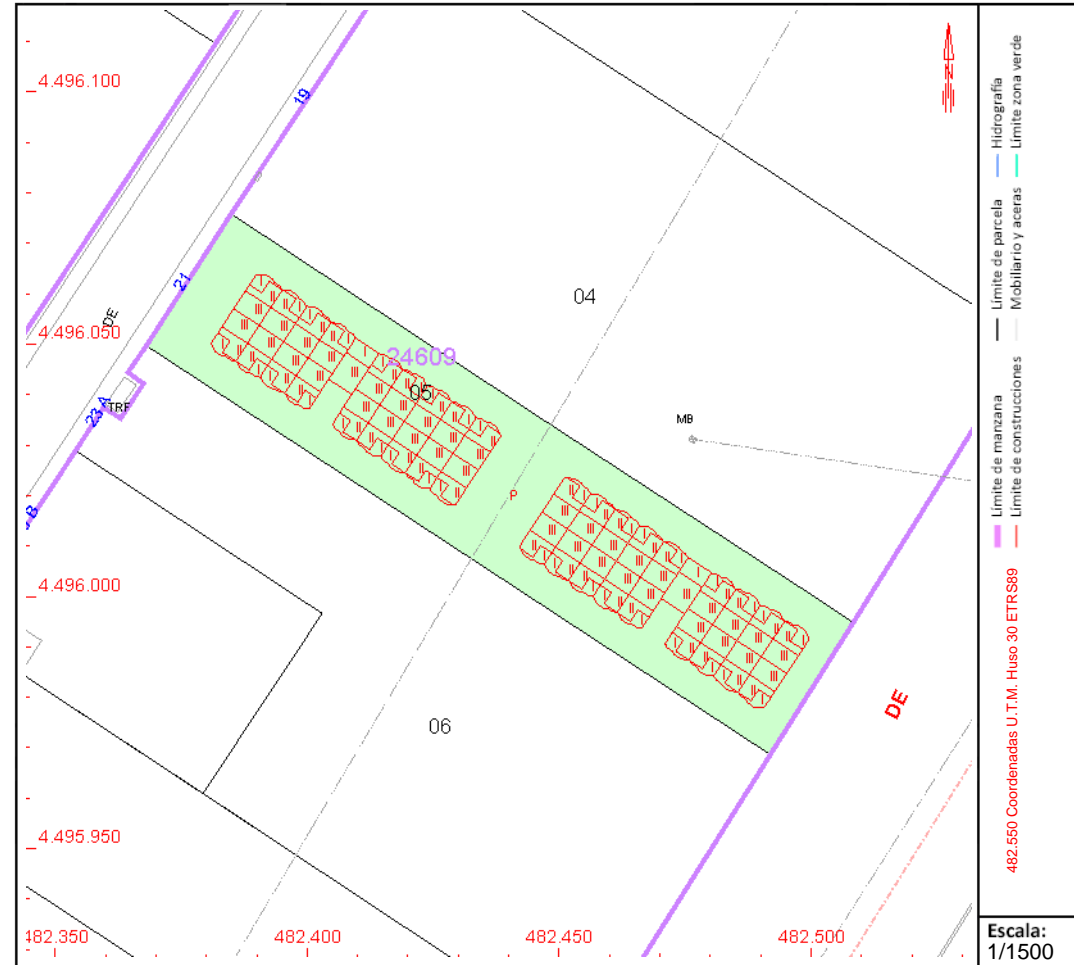 4.496.100
4.496.050
4.496.000
4.495.950
482.350
482.400
482.450
482.500
19
21
23 A
B
DE
TRF
04
24609
05
MB
P
06
DE
N
Límite de manzana
Límite de parcela
Hidrografía
Límite de construcciones
Mobiliario y aceras
Límite zona verde
482.550 Coordenadas U.T.M. Huso 30 ETRS89
Escala:
1/1500